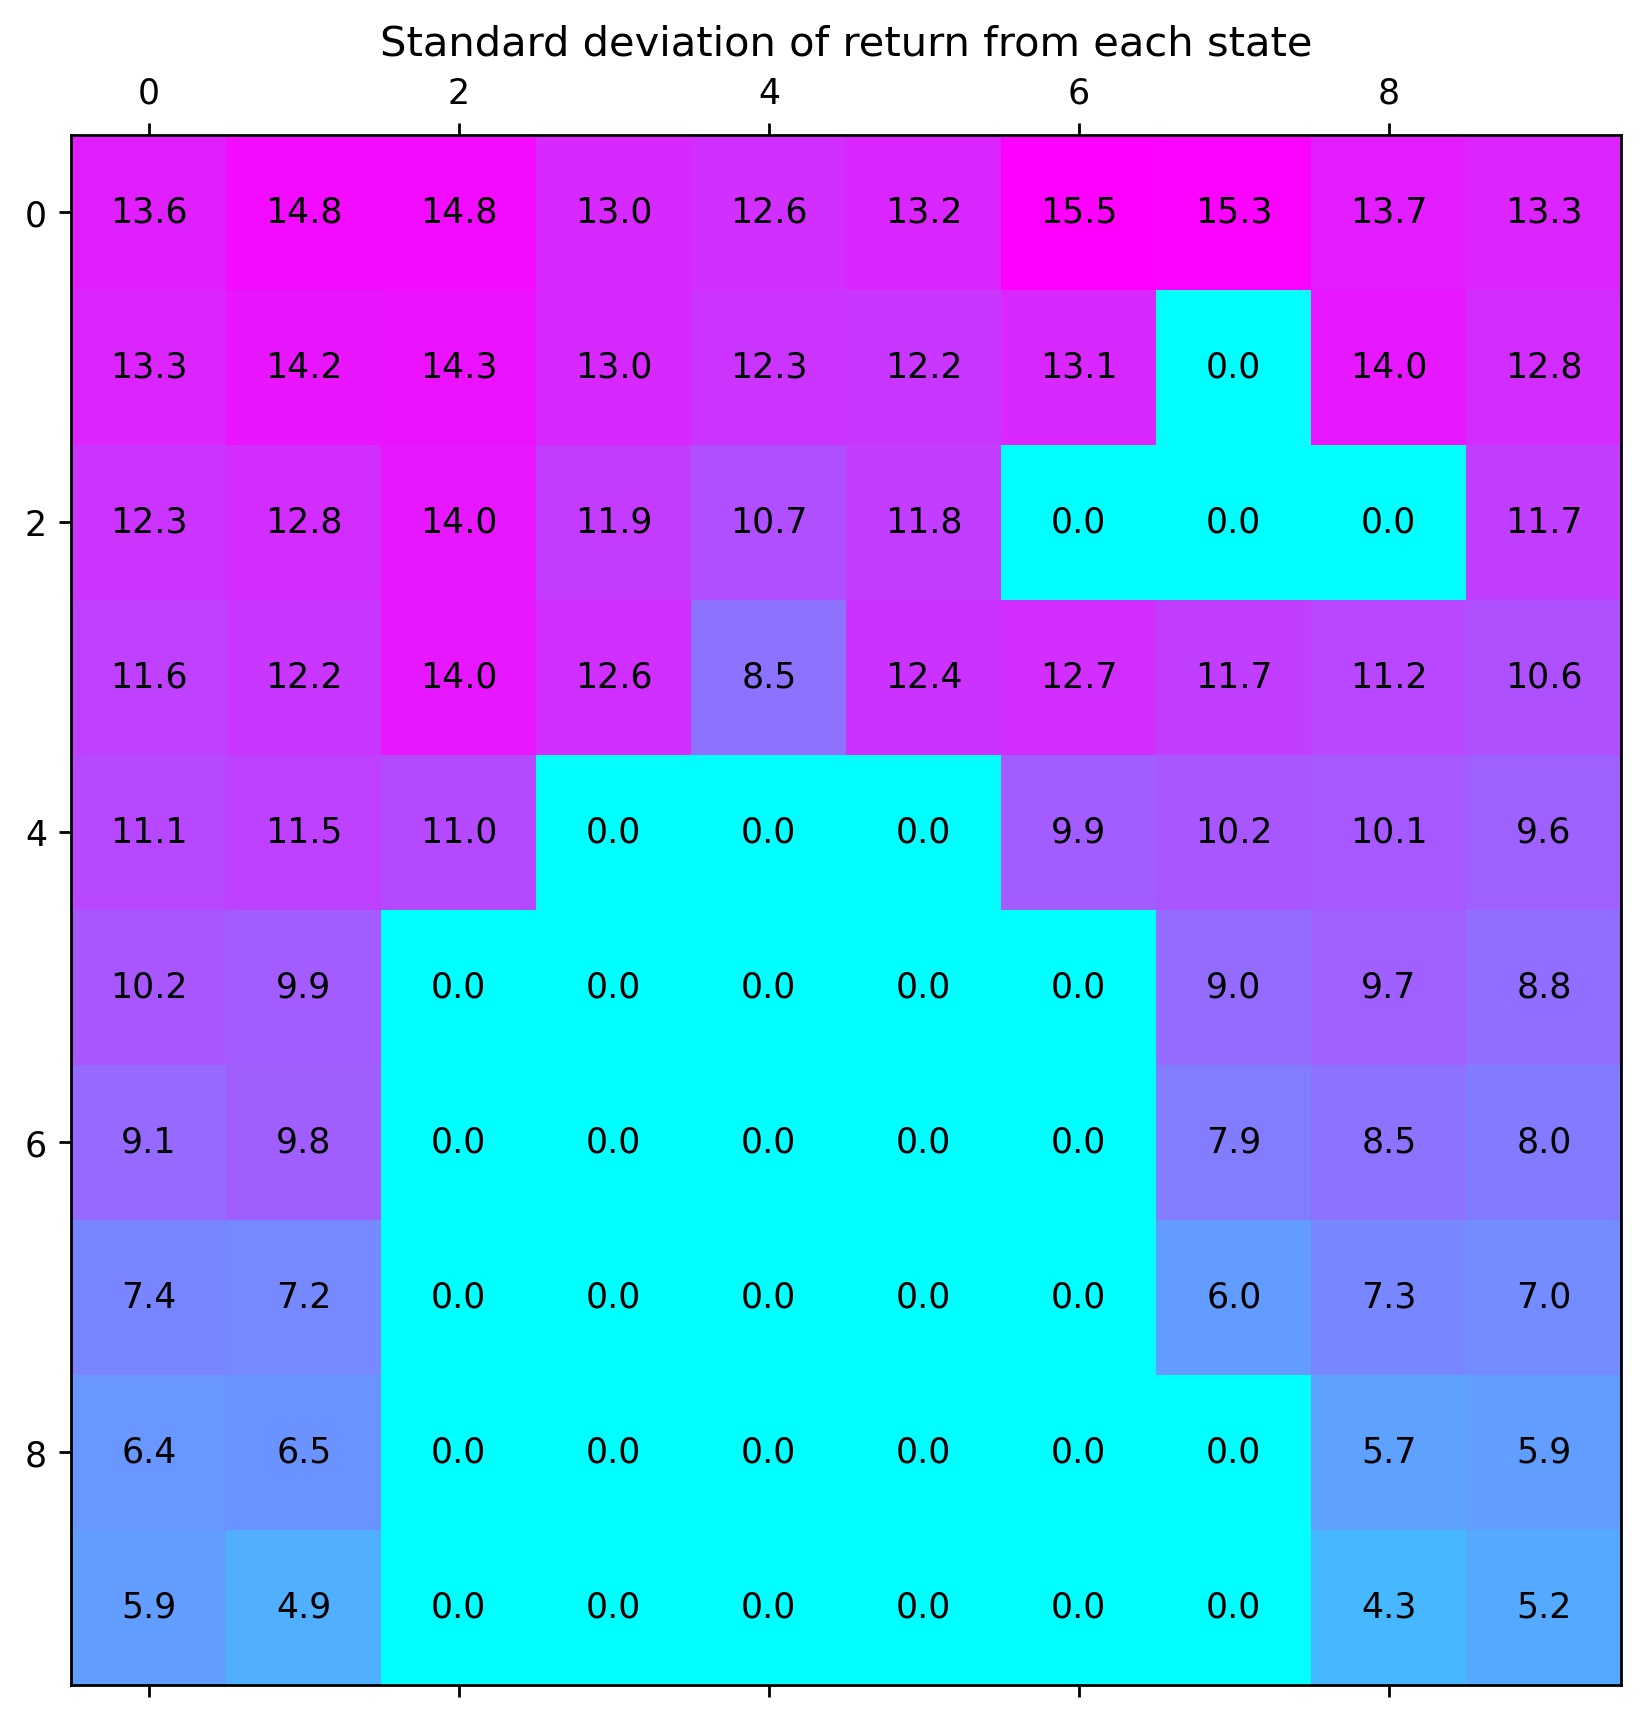 Standard deviation of return from each state
0 2 4 6 8
0 13.6 14.8 14.8 13.0 12.6 13.2 15.5 15.3 13.7 13.3
13.3 14.2 14.3 13.0 12.3 12.2 13.1 0.0 14.0 12.8
2 12.3 12.8 14.0 11.9 10.7 11.8 0.0 0.0 0.0 11.7
11.6 12.2 14.0 12.6 8.5 12.4 12.7 11.7 11.2 10.6
4 11.1 11.5 11.0 0.0 0.0 0.0 9.9 10.2 10.1 9.6
10.2 9.9 0.0 0.0 0.0 0.0 0.0 9.0 9.7 8.8
6 9.1 9.8 0.0 0.0 0.0 0.0 0.0 7.9 8.5 8.0
7.4 7.2 0.0 0.0 0.0 0.0 0.0 6.0 7.3 7.0
8 6.4 6.5 0.0 0.0 0.0 0.0 0.0 0.0 5.7 5.9
5.9 4.9 0.0 0.0 0.0 0.0 0.0 0.0 4.3 5.2